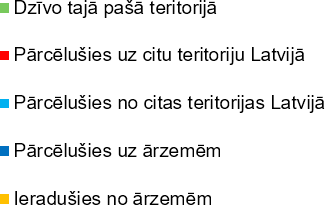 Dzīvo tajā pašā teritorijā
Pārcēlušies uz citu teritoriju Latvijā
Pārcēlušies no citas teritorijas Latvijā
Pārcēlušies uz ārzemēm
Ieradušies no ārzemēm